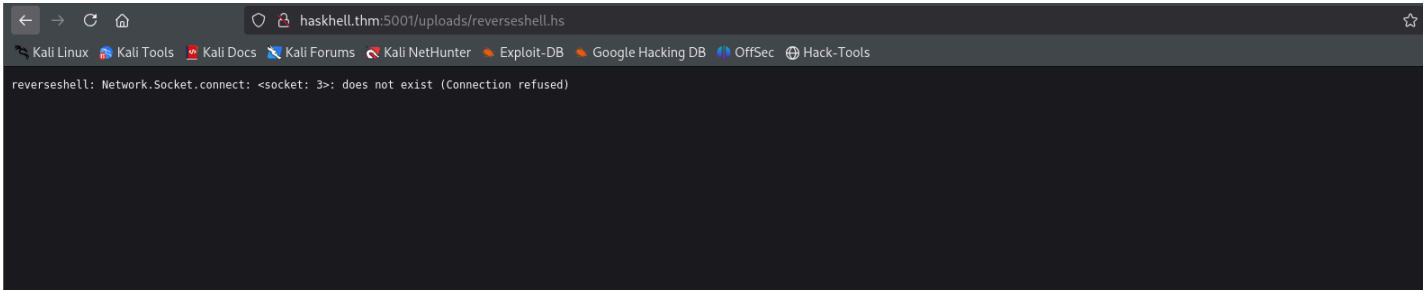 haskhell.thm:5001/uploads/reverseshell.hs
Kali Linux Kali Tools Kali Docs Kali Forums Kali NetHunter Exploit-DB Google Hacking DB OffSec Hack-Tools
reverseshell: Network.Socket.connect: <socket: 3>: does not exist (Connection refused)